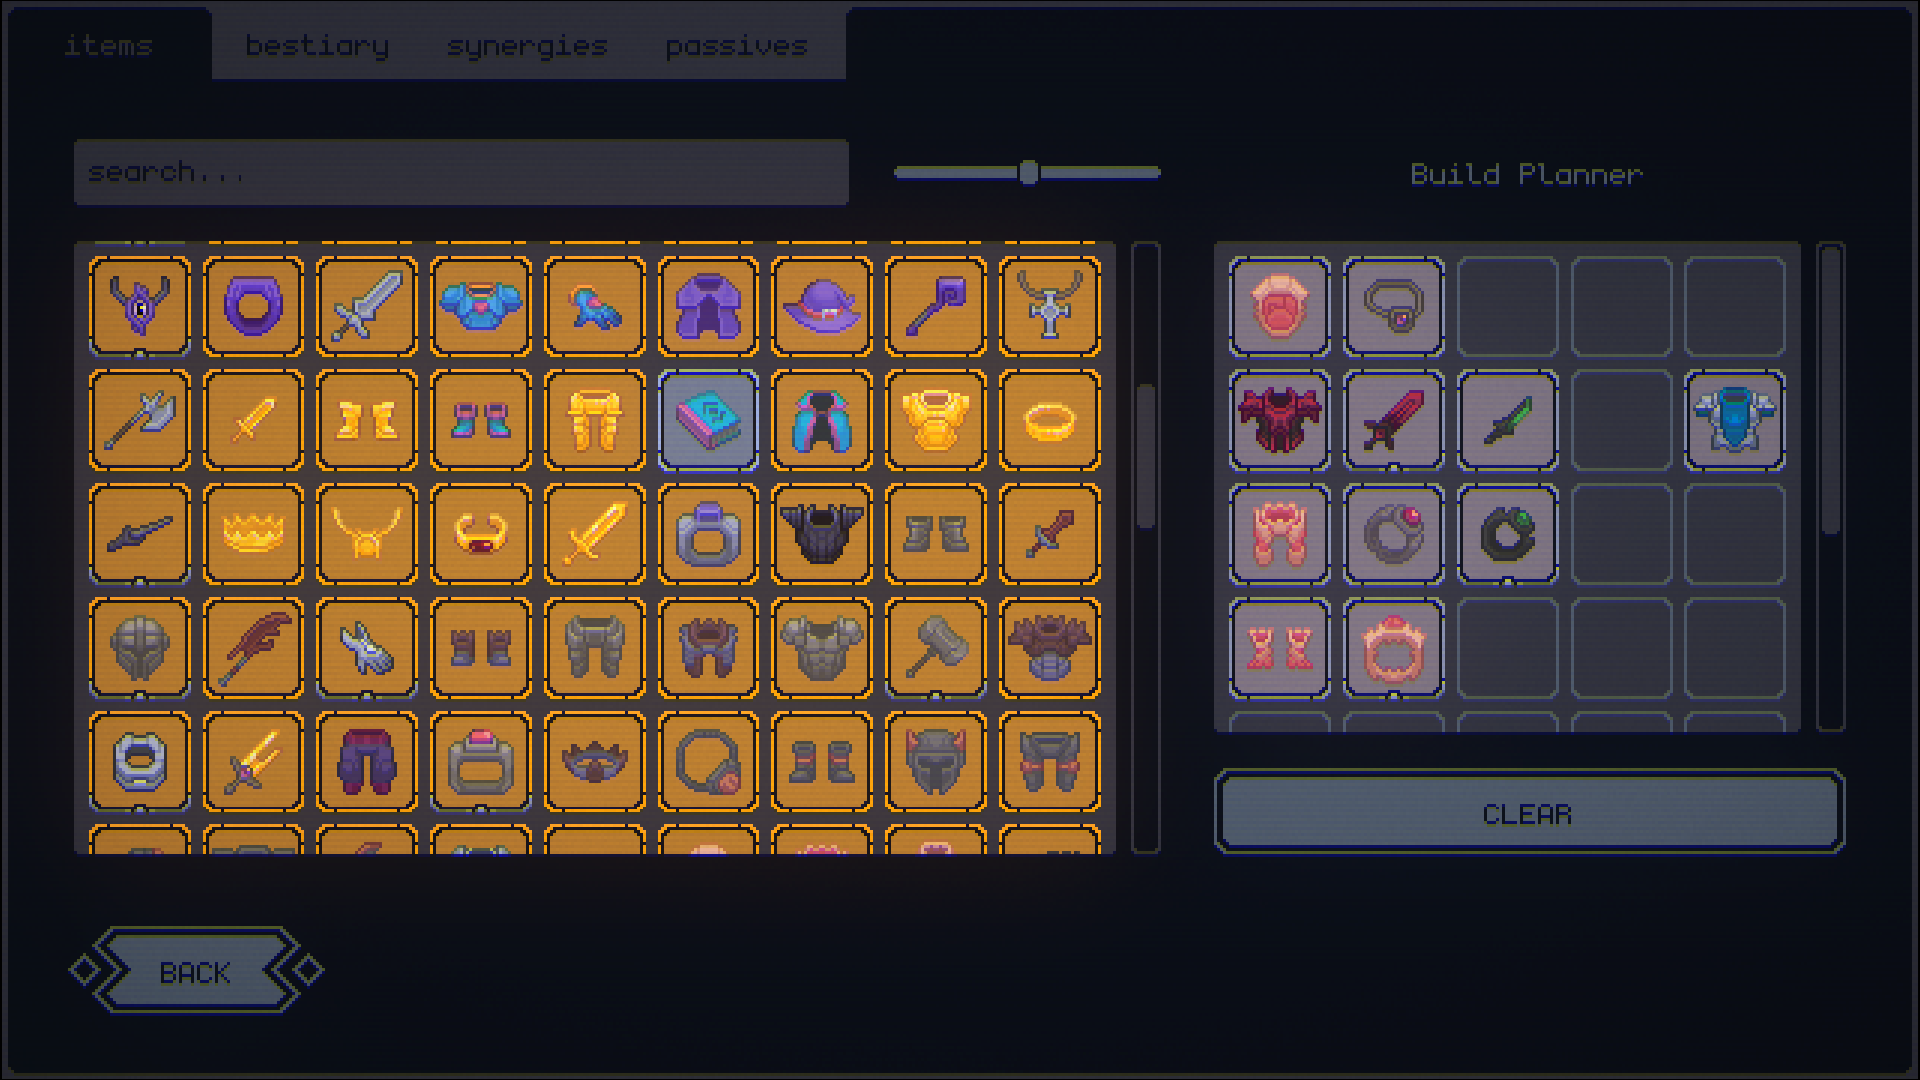 items bestiary synergies passives
search...
Build Planner
CLEAR
BACK